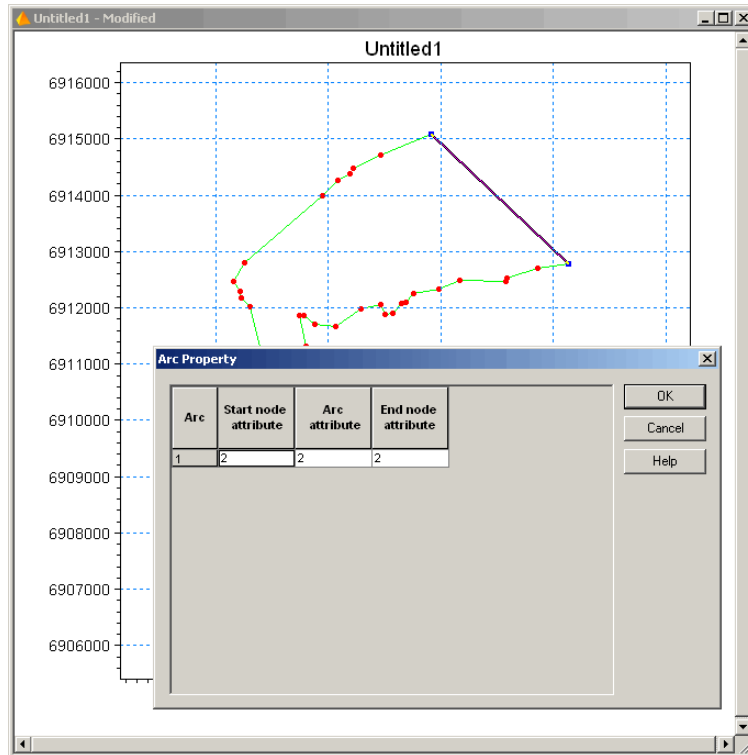 Untitled1 - Modified
Untitled1
6916000
6915000
6914000
6913000
6912000
6911000
6910000
6909000
6908000
6907000
6906000
Arc Property
Arc
Start node attribute
Arc attribute
End node attribute
1
2
2
2
OK
Cancel
Help